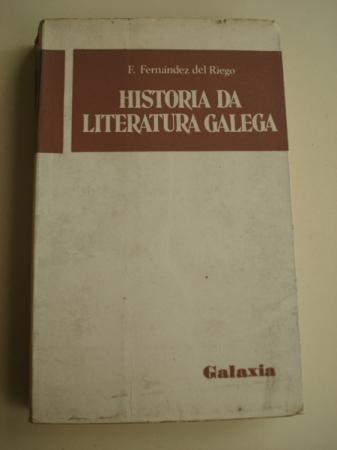 F. Fernández del Riego
HISTORIA DA
LITERATURA GALEGA
Galaxia